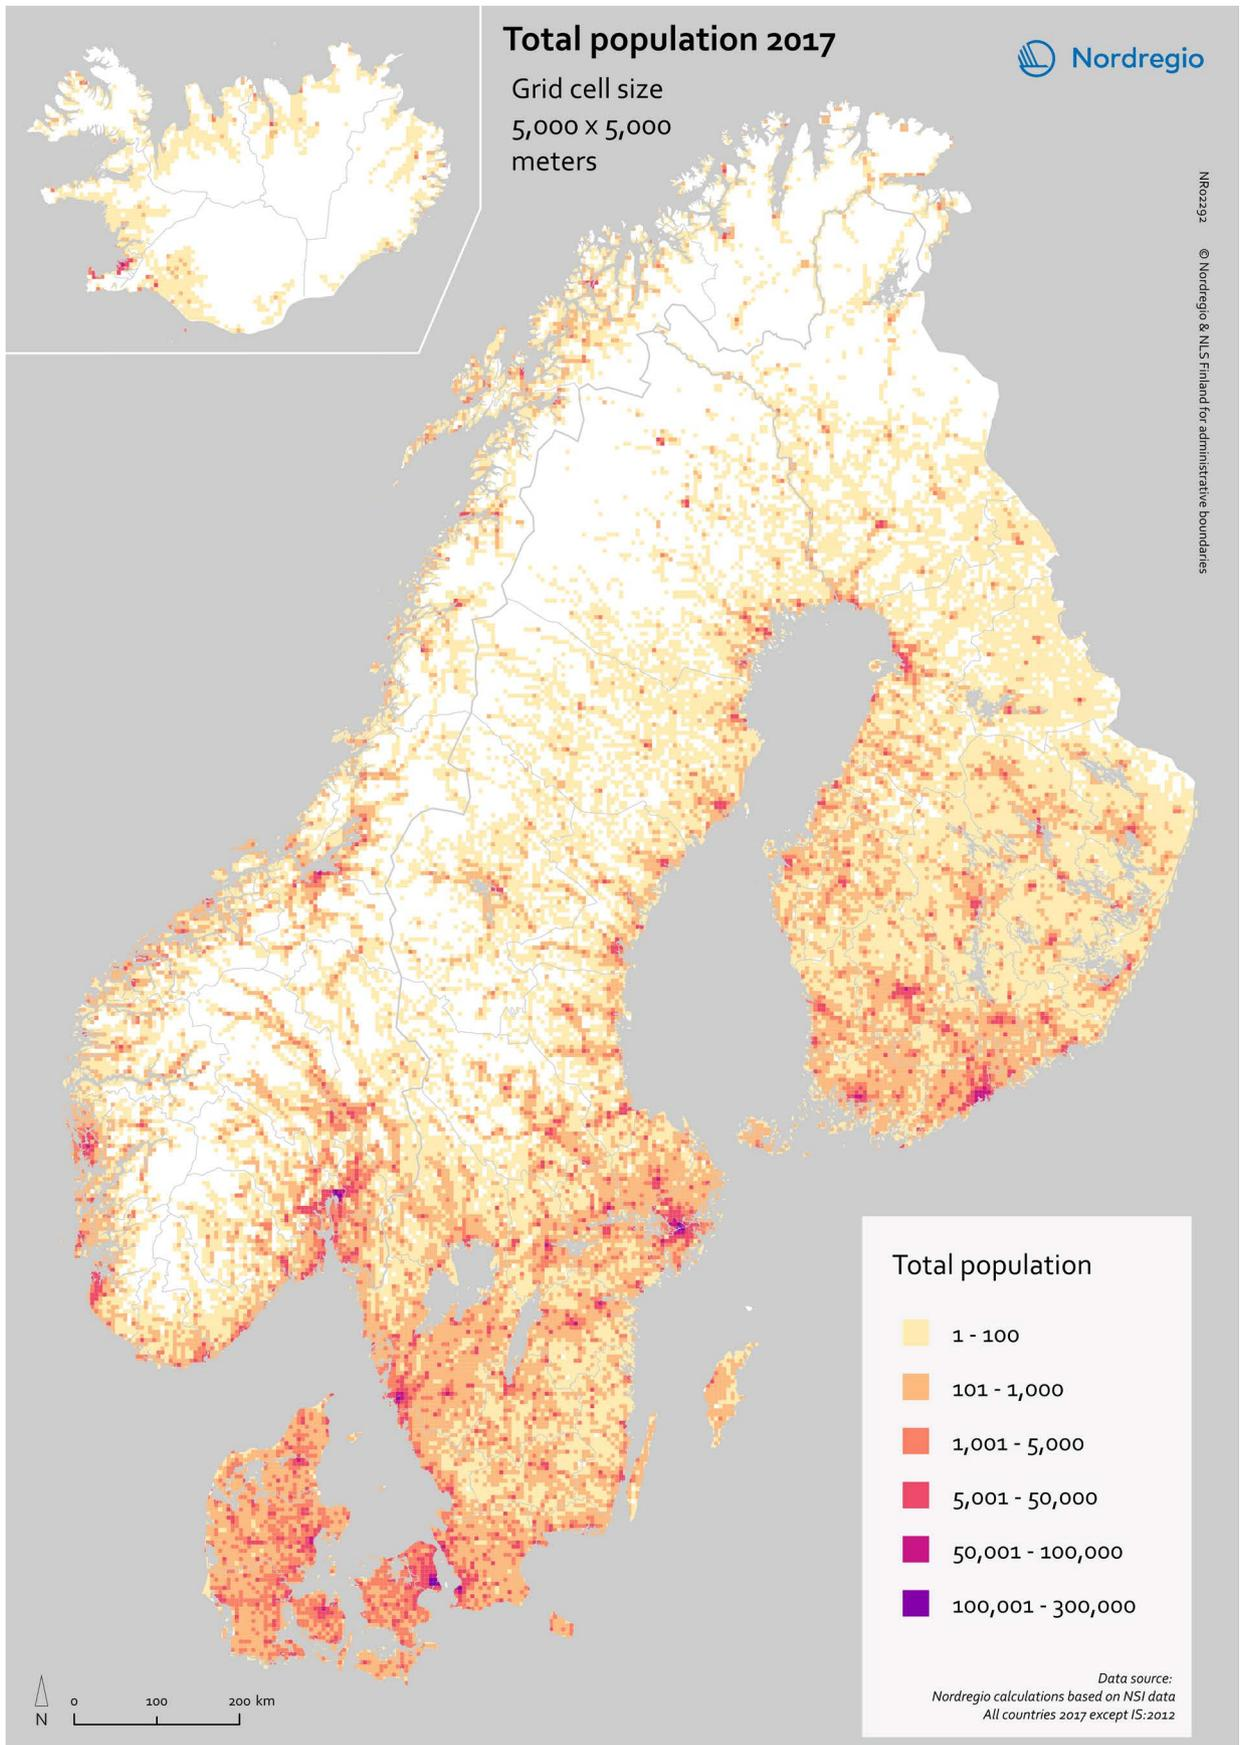 Total population 2017
Grid cell size
5,000 x 5,000
meters
Nordregio
NR02292 © Nordregio & NLS Finland for administrative boundaries
Total population
1 - 100
101 - 1,000
1,001 - 5,000
5,001 - 50,000
50,001 - 100,000
100,001 - 300,000
Data source:
Nordregio calculations based on NSI data
All countries 2017 except IS:2012
0 100 200 km
N